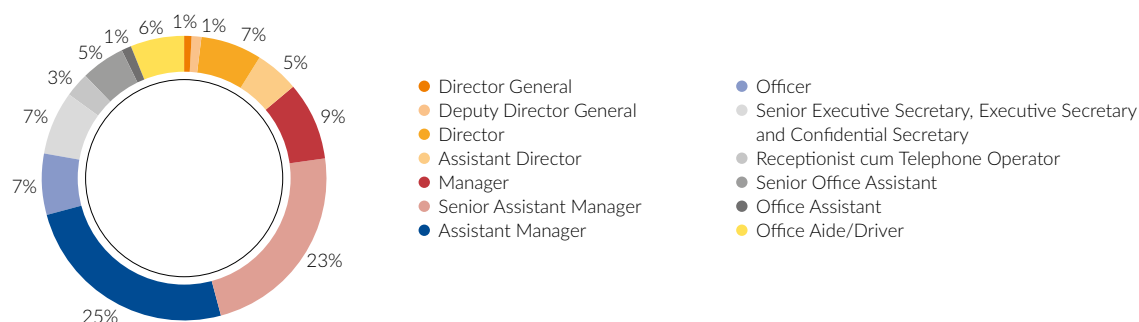 1%
1%
7%
5%
9%
23%
25%
7%
7%
3%
5%
1%
6%
Director General
Deputy Director General
Director
Assistant Director
Manager
Senior Assistant Manager
Assistant Manager
Officer
Senior Executive Secretary, Executive Secretary
and Confidential Secretary
Receptionist cum Telephone Operator
Senior Office Assistant
Office Assistant
Office Aide/Driver